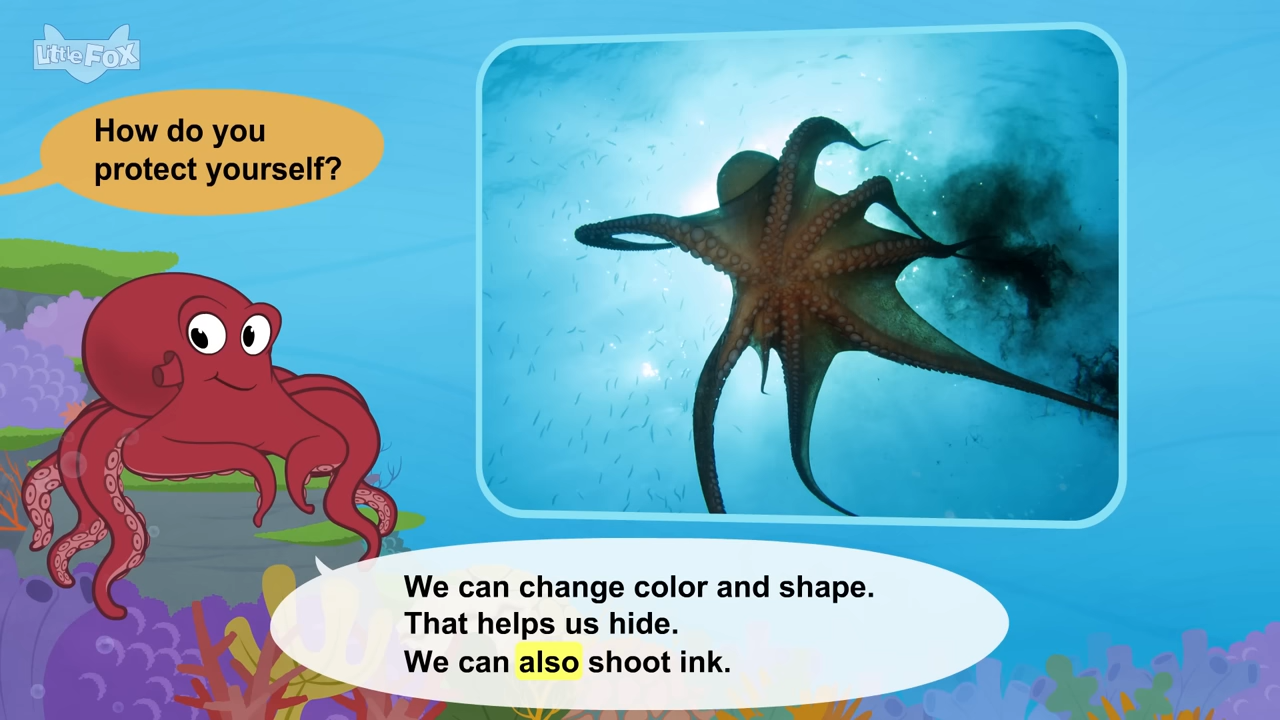 Little Fox
How do you
protect yourself?
We can change color and shape.
That helps us hide.
We can also shoot ink.